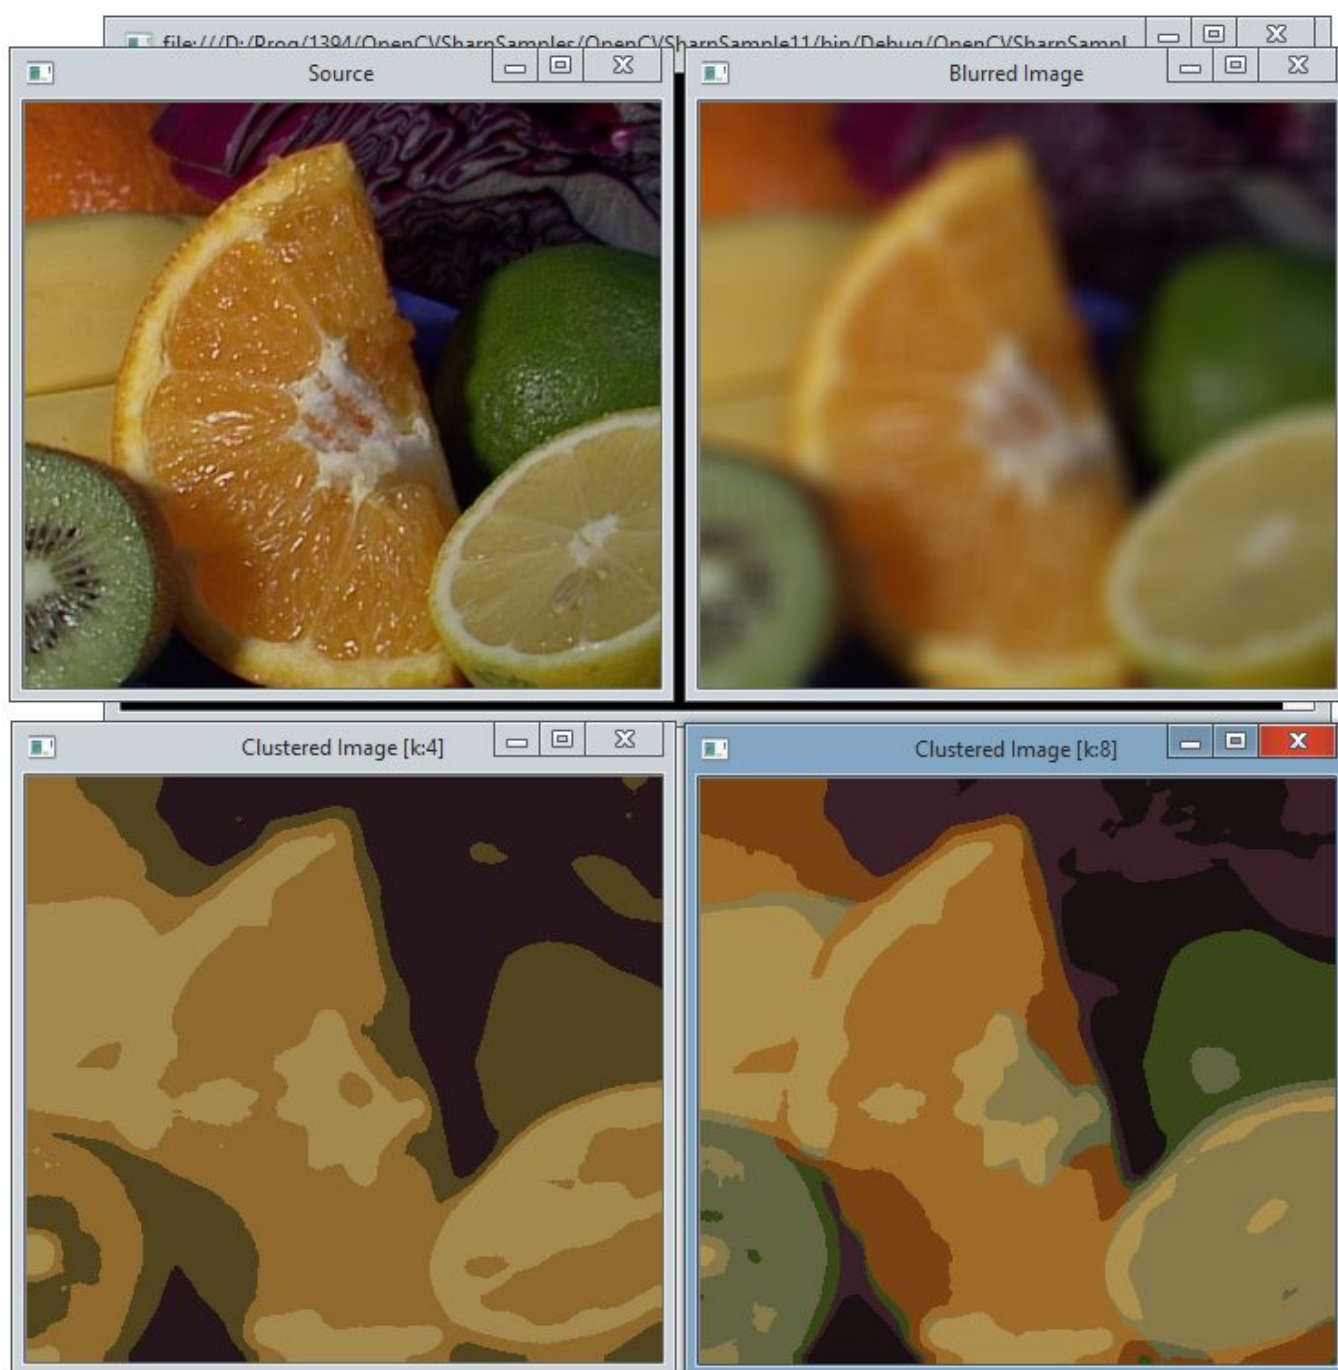 file:///D:/Prog/1394/OpenCVSharpSamples/OpenCVSharpSample11/bin/Debug/OpenCVSharpSampl...
Source
Blurred Image
Clustered Image [k:4]
Clustered Image [k:8]